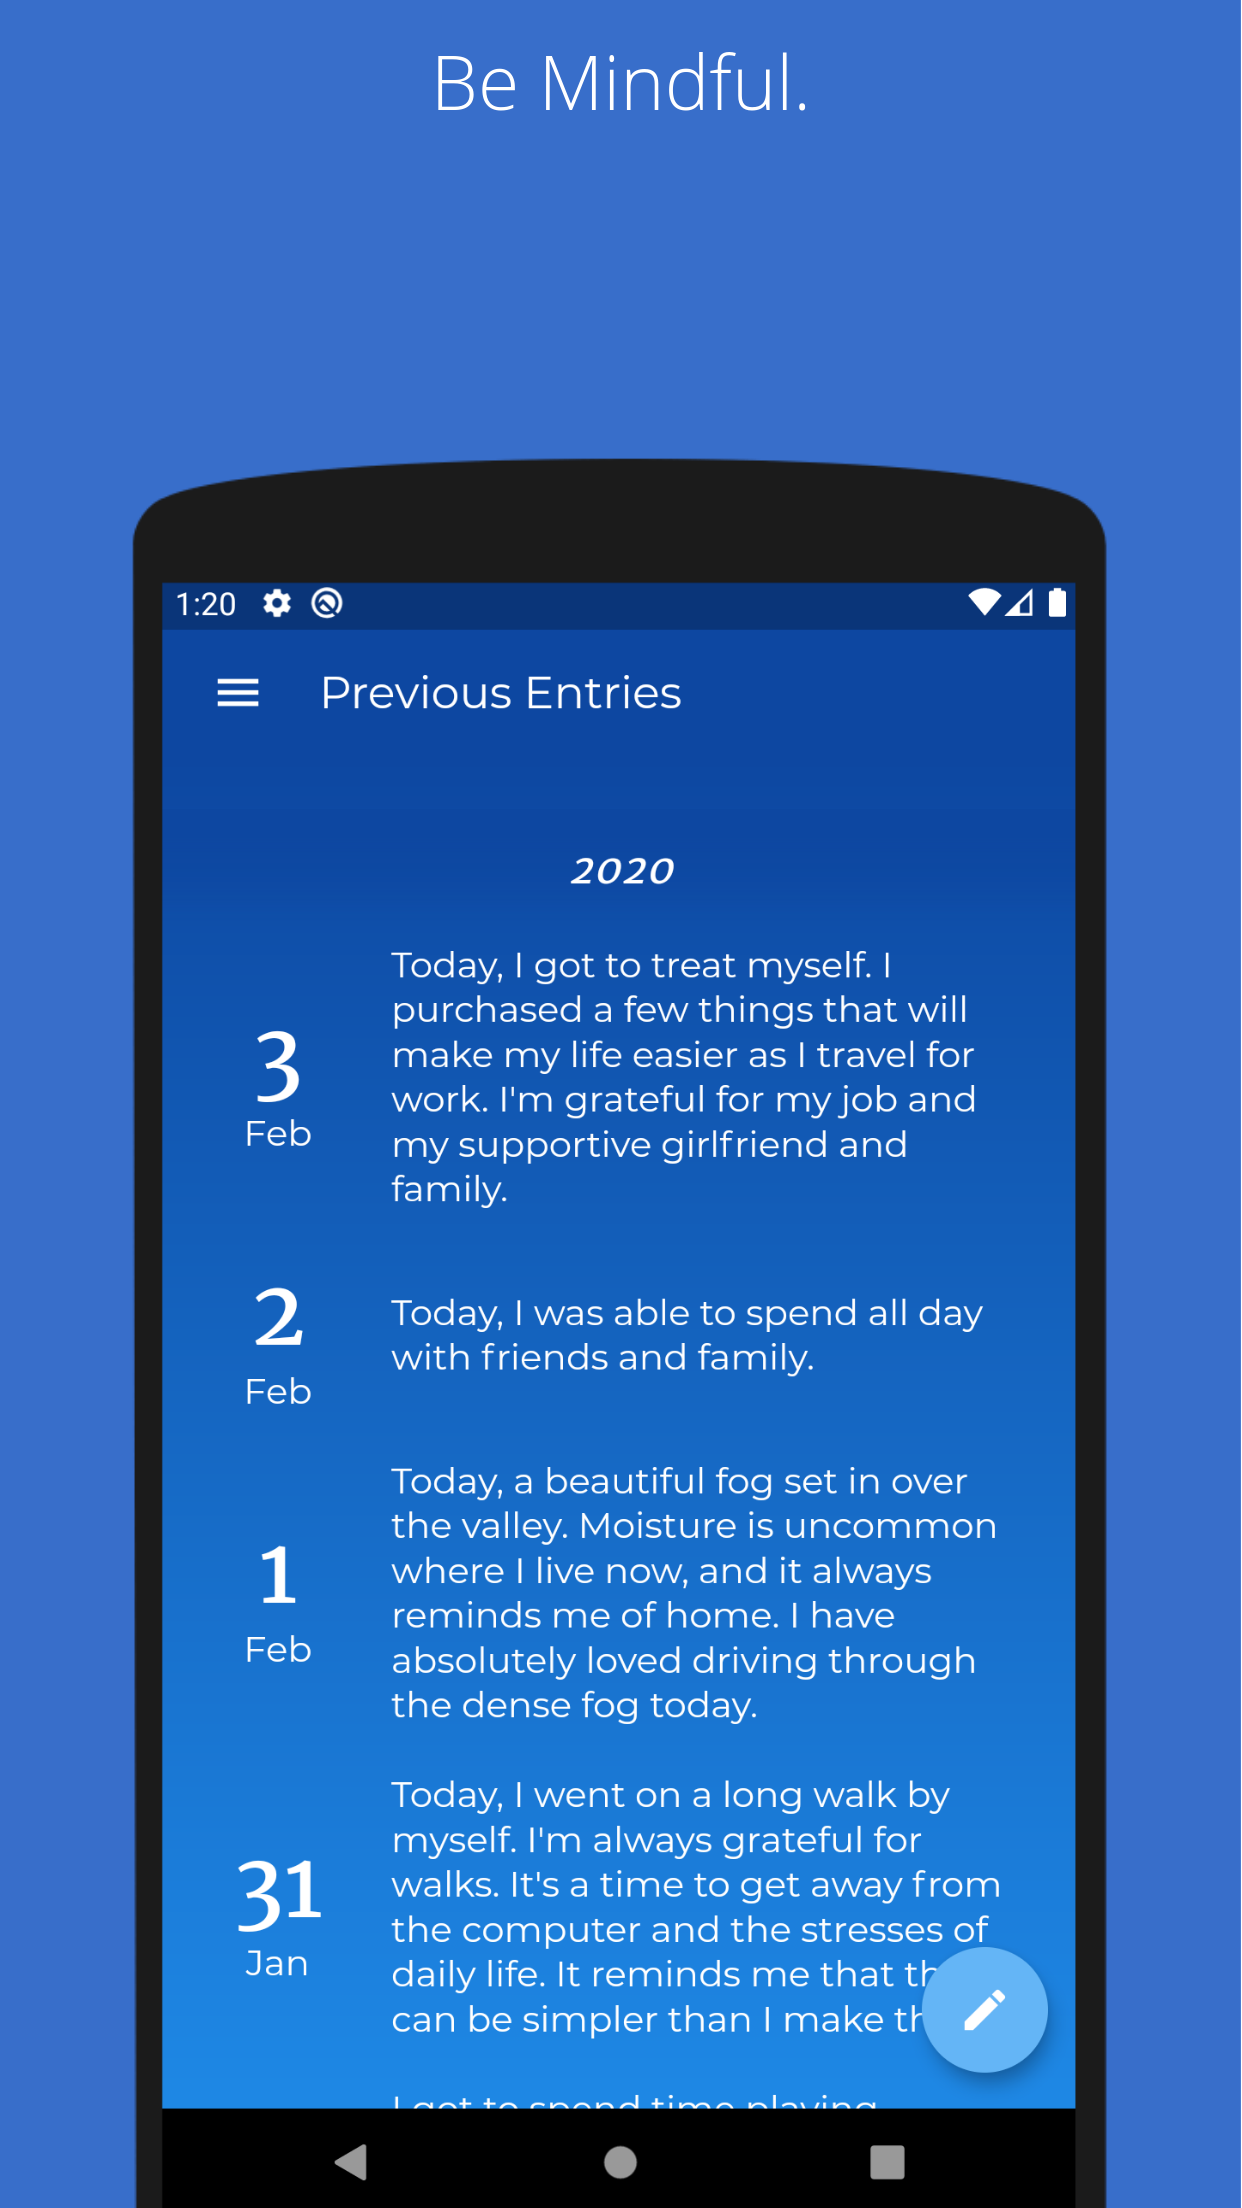 Be Mindful.
1:20
Previous Entries
2020
Today, I got to treat myself. I
purchased a few things that will
make my life easier as I travel for
work. I'm grateful for my job and
my supportive girlfriend and
family.
3
Feb
Today, I was able to spend all day
with friends and family.
2
Feb
Today, a beautiful fog set in over
the valley. Moisture is uncommon
where I live now, and it always
reminds me of home. I have
absolutely loved driving through
the dense fog today.
1
Feb
Today, I went on a long walk by
myself. I'm always grateful for
walks. It's a time to get away from
the computer and the stresses of
daily life. It reminds me that
can be simpler than I make
31
Jan
I got to spend time playing